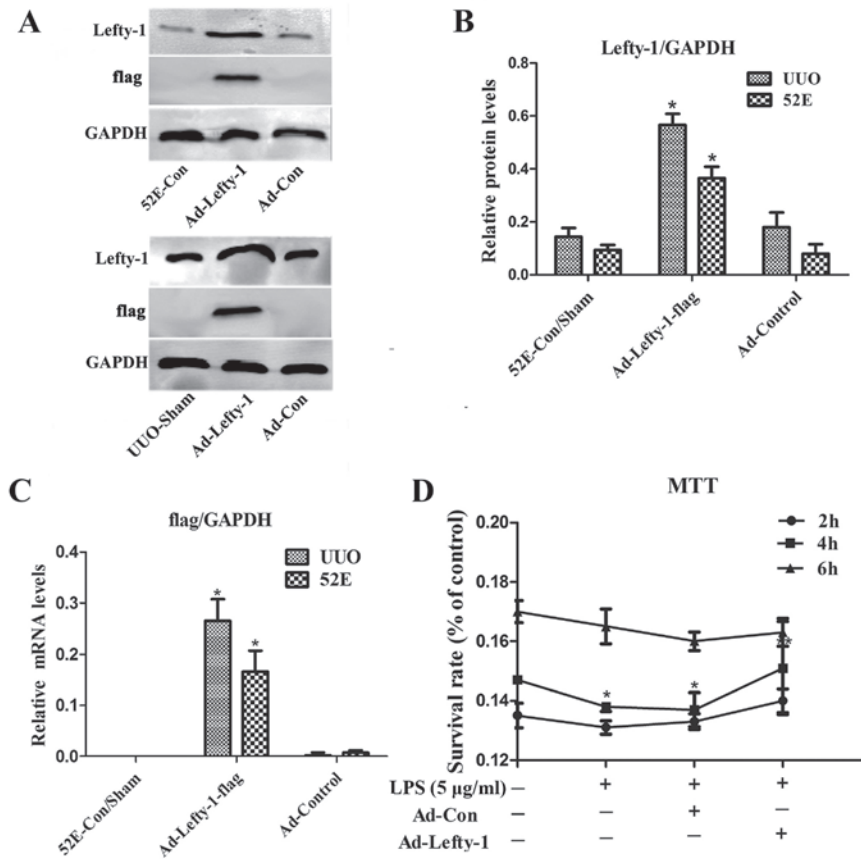 A
Lefty-1
flag
GAPDH
52E-Con
Ad-Lefty-1
Ad-Con
Lefty-1
flag
GAPDH
UUO-Sham
Ad-Lefty-1
Ad-Con
B
Lefty-1/GAPDH
UUO
52E
Relative protein levels
0.8
0.6
0.4
0.2
0.0
*
*
52E-Con/Sham
Ad-Lefty-1-flag
Ad-Control
C
flag/GAPDH
UUO
52E
Relative mRNA levels
0.4
0.3
0.2
0.1
0.0
*
*
52E-Con/Sham
Ad-Lefty-1-flag
Ad-Control
D
MTT
2h
4h
6h
Survival rate (% of control)
0.20
0.18
0.16
0.14
0.12
*
*
**
LPS (5 μg/ml) − + + +
Ad-Con − − + −
Ad-Lefty-1 − − − +